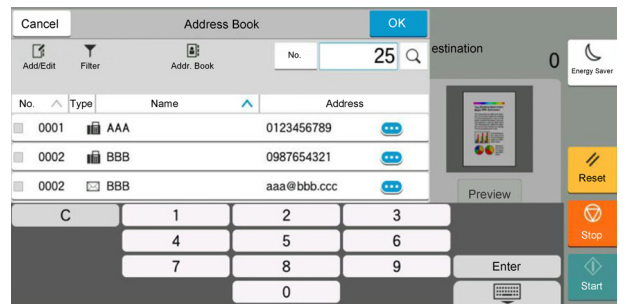 Cancel Address Book OK
Add/Edit Filter Addr. Book No. 25 estination 0 Energy Saver
No. Type Name Address
0001 AAA 0123456789
0002 BBB 0987654321
0002 BBB aaa@bbb.ccc
Preview
Reset
C 1 2 3
Stop
4 5 6
7 8 9 Enter
0
Start